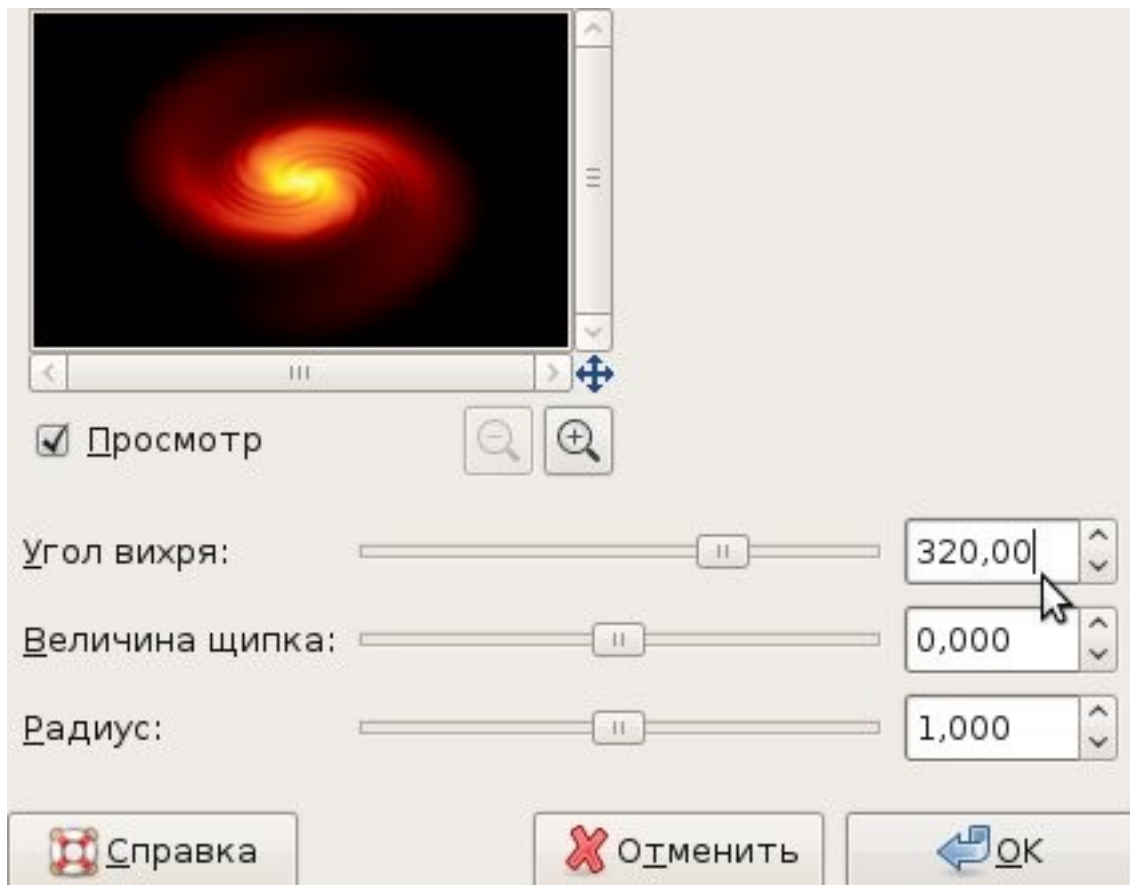 Просмотр
Угол вихря: 320,00
Величина щипка: 0,000
Радиус: 1,000
Справка Отменить OK